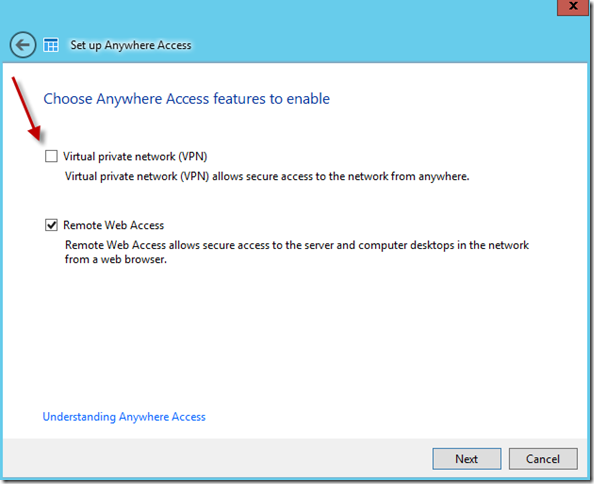 x
Set up Anywhere Access
Choose Anywhere Access features to enable
Virtual private network (VPN)
Virtual private network (VPN) allows secure access to the network from anywhere.
Remote Web Access
Remote Web Access allows secure access to the server and computer desktops in the network
from a web browser.
Understanding Anywhere Access
Next Cancel